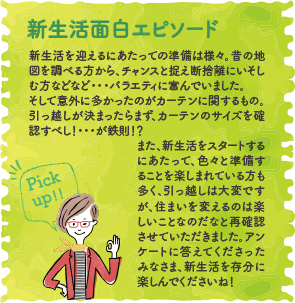 新生活面白エピソード
新生活を迎えるにあたっての準備は様々。昔の地
図を調べる方から、チャンスと捉え断捨離にいそし
む方などなど・・・バラエティに富んでいました。
そして意外に多かったのがカーテンに関するもの。
引っ越しが決まったらまず、カーテンのサイズを確
認すべし!・・・が鉄則!?
また、新生活をスタートする
にあたって、色々と準備す
ることを楽しまれている方も
多く、引っ越しは大変です
が、住まいを変えるのは楽
しいことなのだなと再確認
させていただきました。アン
ケートに答えてくださった
みなさま、新生活を存分に
楽しんでくださいね!
Pick
up!!